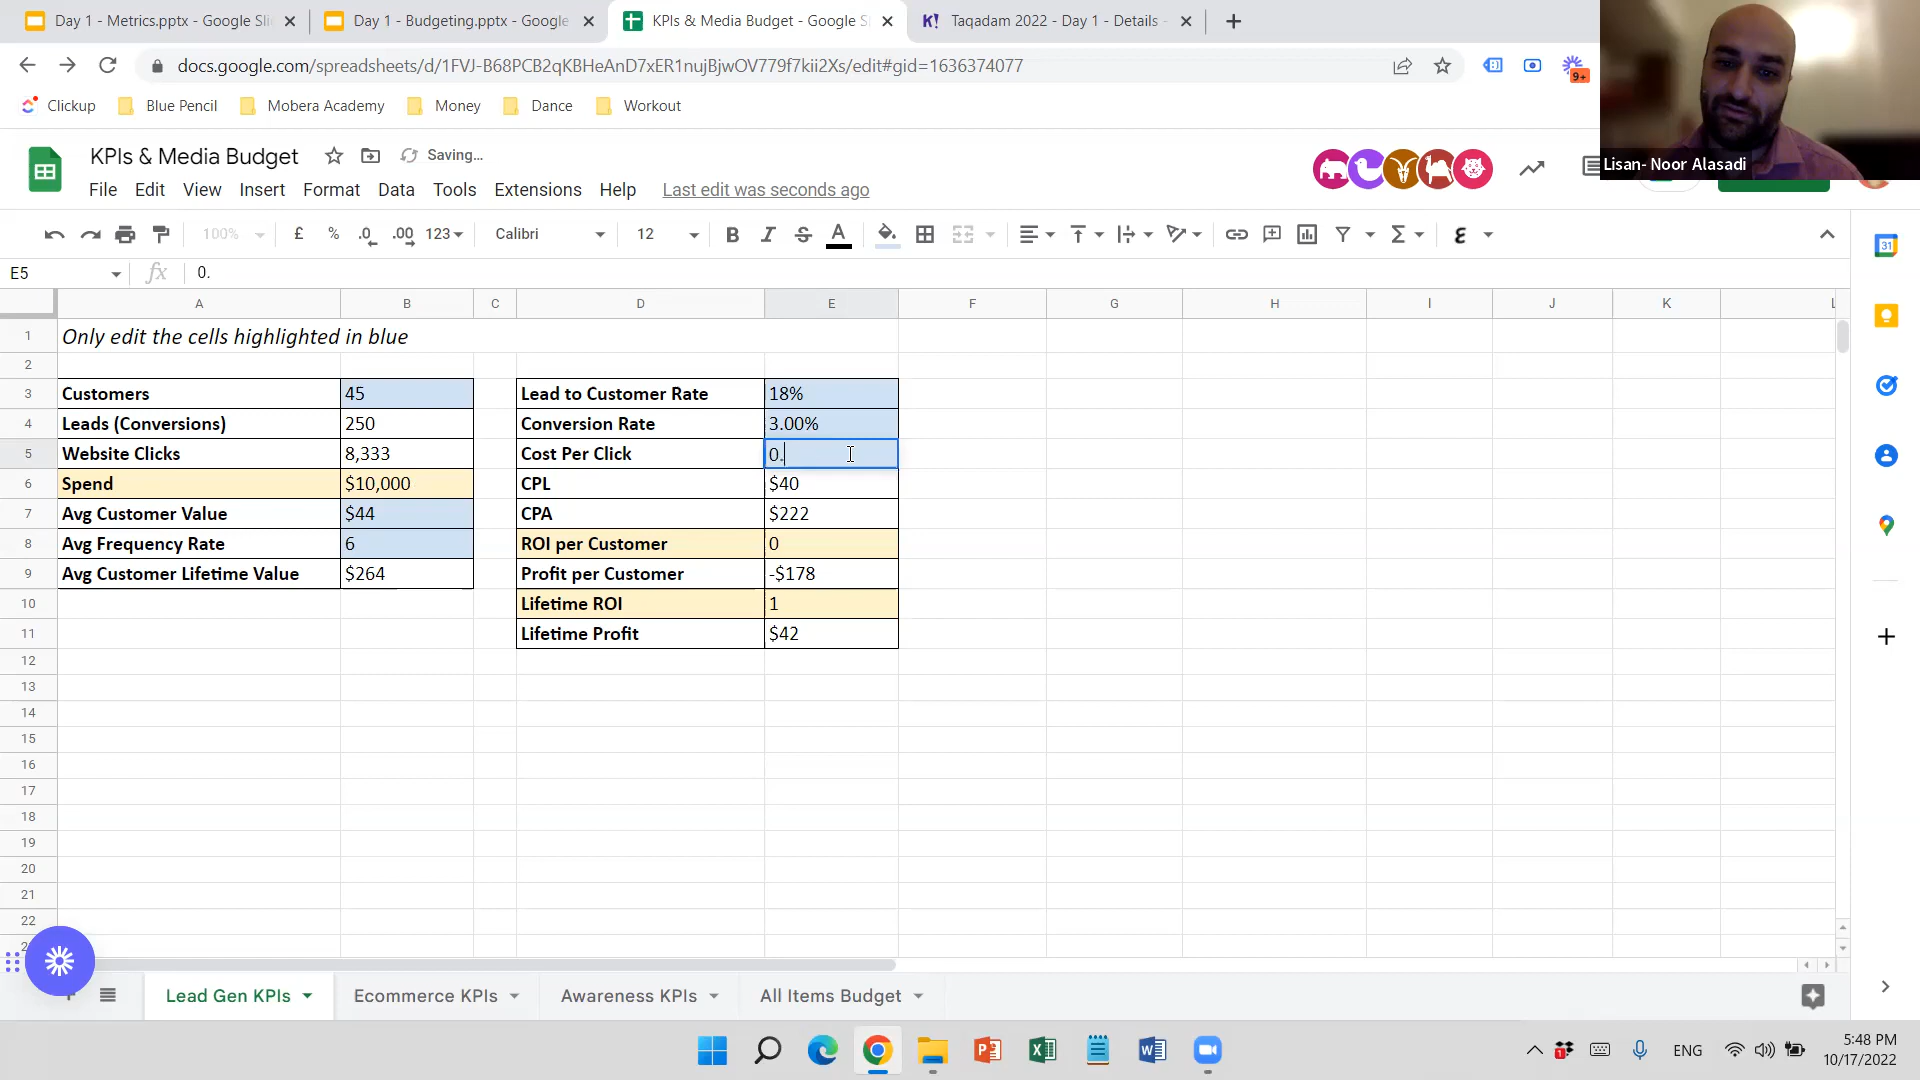 Day 1 - Metrics.pptx - Google Sli
Day 1 - Budgeting.pptx - Google
KPIs & Media Budget - Google S
Taqadam 2022 - Day 1 - Details -
docs.google.com/spreadsheets/d/1FVJ-B68PCB2qKBHeAnD7xER1nujBjwOV779f7kii2Xs/edit#gid=1636374077
9+
Clickup
Blue Pencil
Mobera Academy
Money
Dance
Workout
KPIs & Media Budget
Saving...
Lisan- Noor Alasadi
File Edit View Insert Format Data Tools Extensions Help
Last edit was seconds ago
100% £ % .0 .00 123 Calibri 12 B I S A
E5 fx 0.
A B C D E F G H I J K L
1 Only edit the cells highlighted in blue
2
3 Customers 45 Lead to Customer Rate 18%
4 Leads (Conversions) 250 Conversion Rate 3.00%
5 Website Clicks 8,333 Cost Per Click 0.
6 Spend $10,000 CPL $40
7 Avg Customer Value $44 CPA $222
8 Avg Frequency Rate 6 ROI per Customer 0
9 Avg Customer Lifetime Value $264 Profit per Customer -$178
10 Lifetime ROI 1
11 Lifetime Profit $42
12
13
14
15
16
17
18
19
20
21
22
Lead Gen KPIs
Ecommerce KPIs
Awareness KPIs
All Items Budget
31
ENG
5:48 PM
10/17/2022